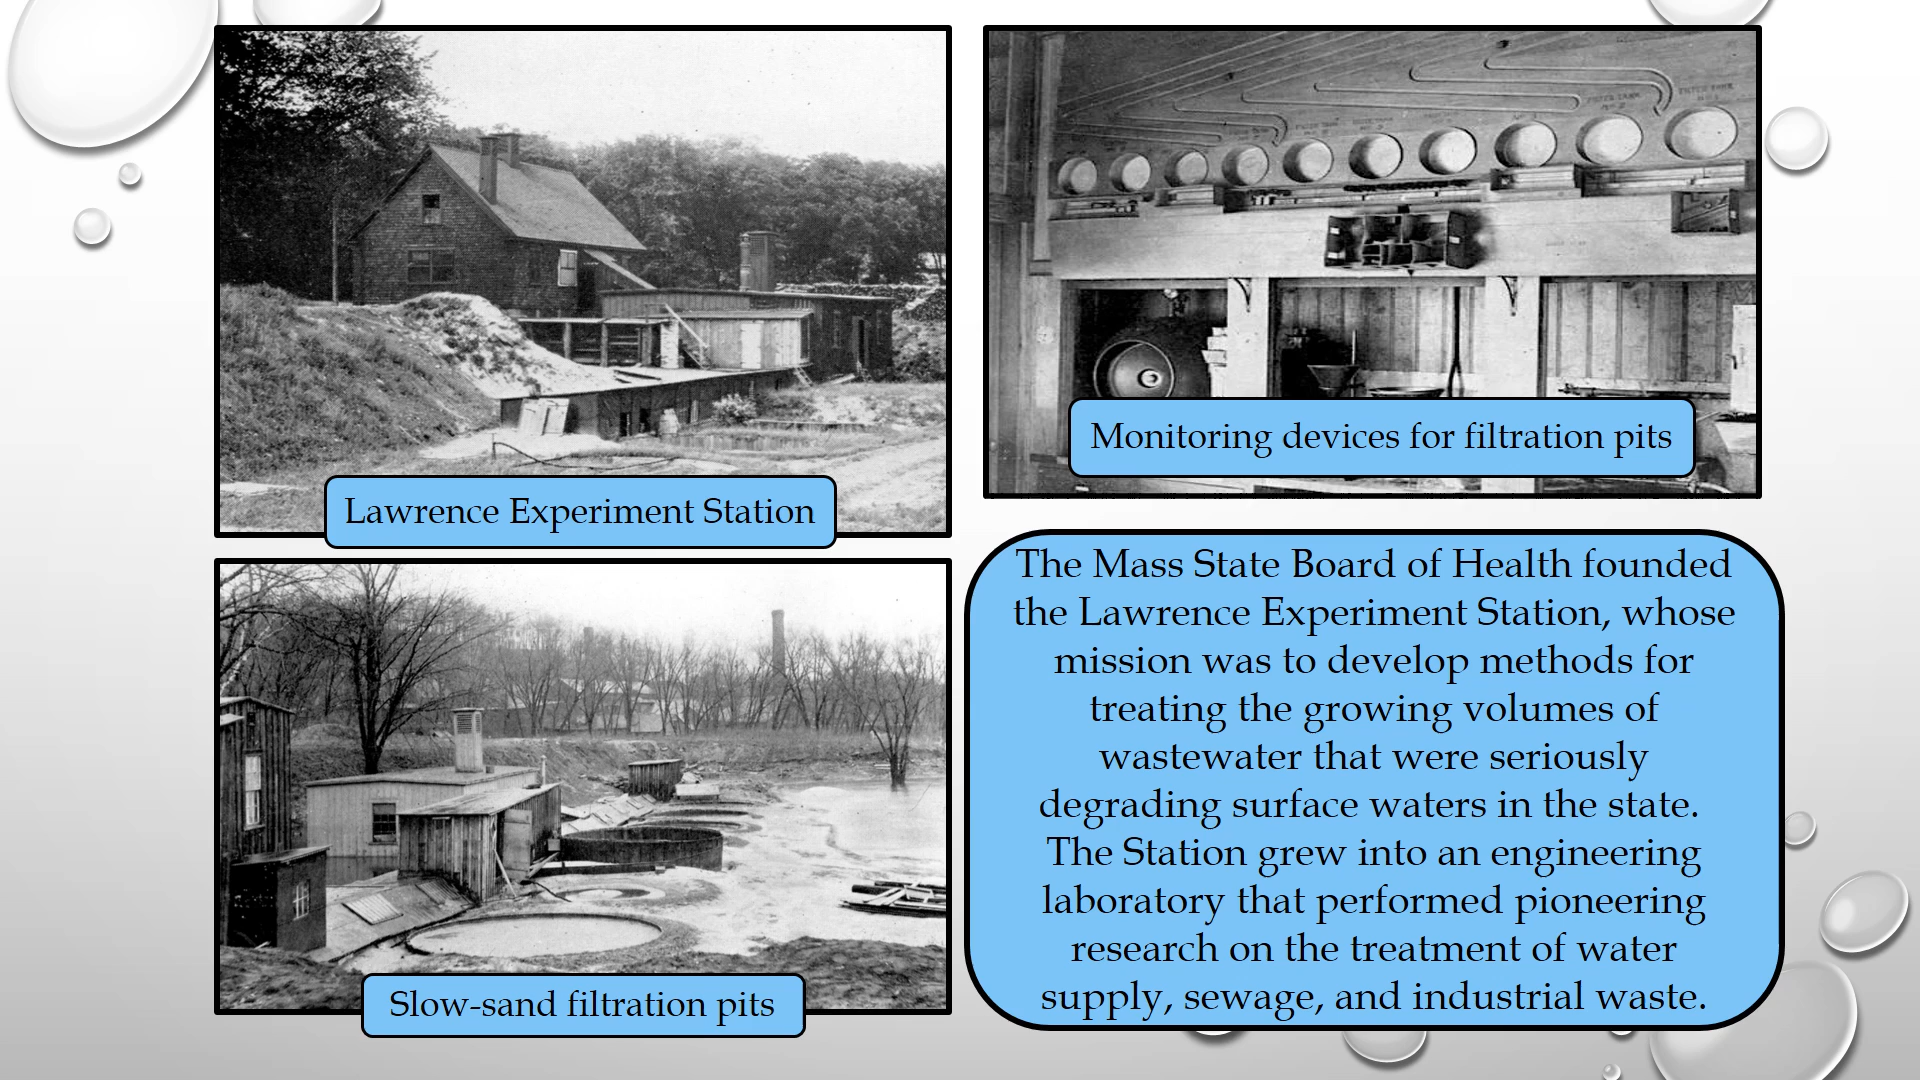 Lawrence Experiment Station
Monitoring devices for filtration pits
Slow-sand filtration pits
The Mass State Board of Health founded
the Lawrence Experiment Station, whose
mission was to develop methods for
treating the growing volumes of
wastewater that were seriously
degrading surface waters in the state.
The Station grew into an engineering
laboratory that performed pioneering
research on the treatment of water
supply, sewage, and industrial waste.